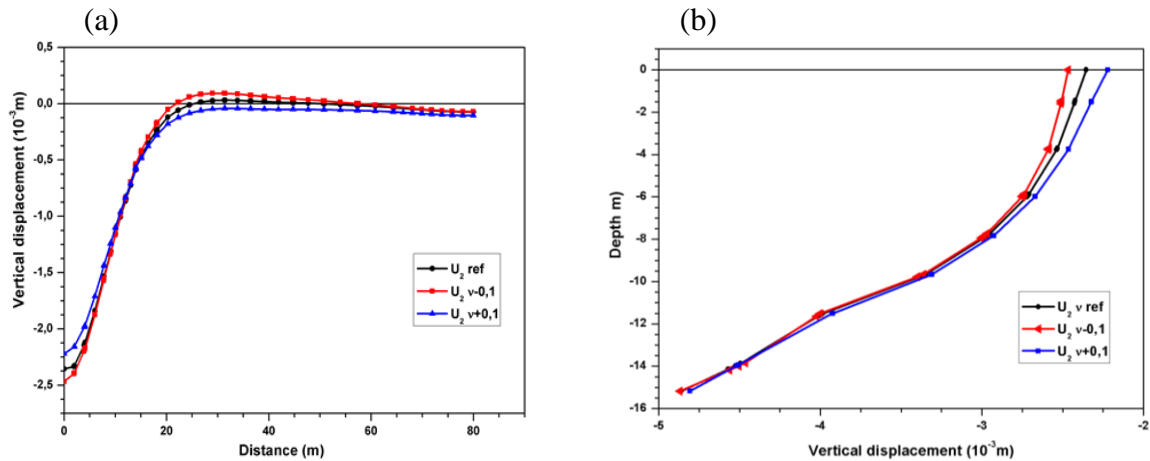 (a)
(b)
0,5
0,0
-0,5
-1,0
-1,5
-2,0
-2,5
0
20
40
60
80
Vertical displacement (10⁻³m)
Distance (m)
U₂ ref
U₂ ν-0,1
U₂ ν+0,1
0
-2
-4
-6
-8
-10
-12
-14
-16
-5
-4
-3
-2
Depth m)
Vertical displacement (10⁻³m)
U₂ ν ref
U₂ ν-0,1
U₂ ν+0,1